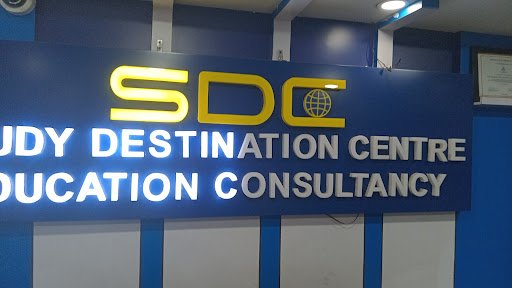 SDC
UDY DESTINATION CENTRE
DUCATION CONSULTANCY